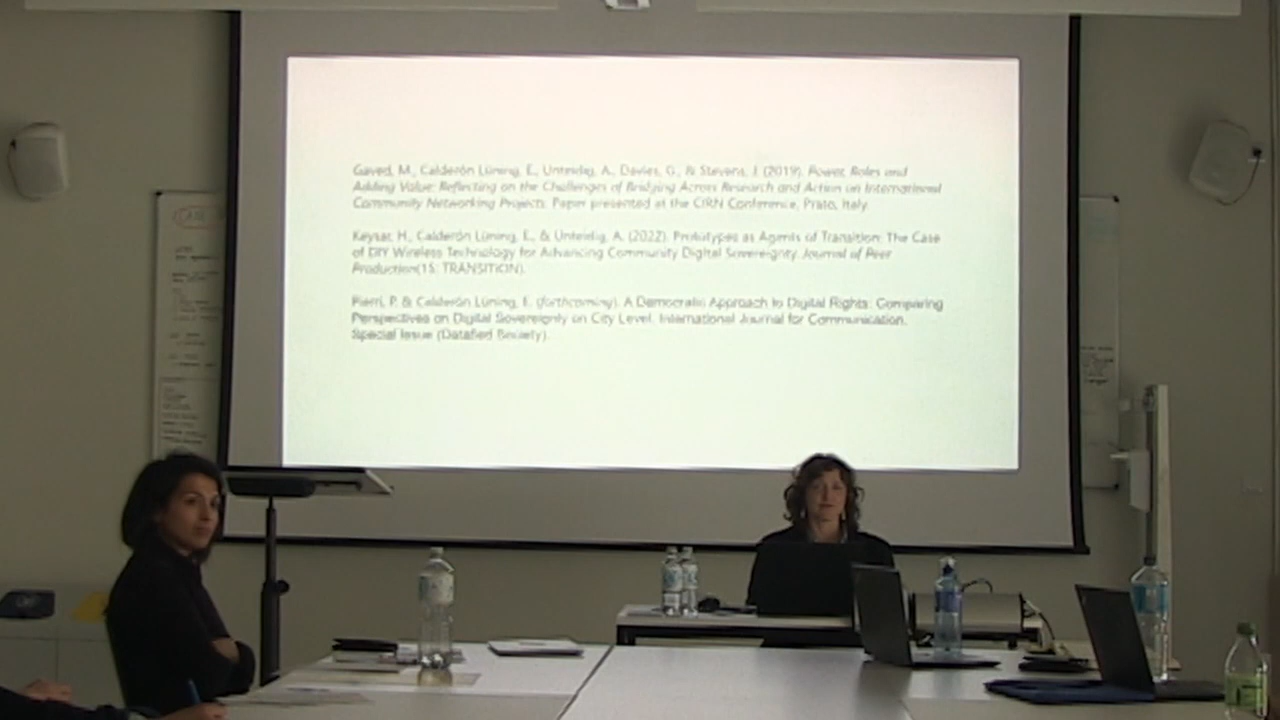 Gaved, M., Calderón Lüning, E., Unteidig, A., Davies, G., & Stevens, J. (2019). Power, Roles and
Adding Value: Reflecting on the Challenges of Bridging Across Research and Action on International
Community Networking Projects. Paper presented at the CIRN Conference, Prato, Italy.
Keysar, H., Calderón Lüning, E., & Unteidig, A. (2022). Prototypes as Agents of Transition: The Case
of DIY Wireless Technology for Advancing Community Digital Sovereignty. Journal of Peer
Production(15: TRANSITION).
Pierri, P. & Calderón Lüning, E. (forthcoming). A Democratic Approach to Digital Rights: Comparing
Perspectives on Digital Sovereignty on City Level. International Journal for Communication.
Special Issue (Datafied Society).